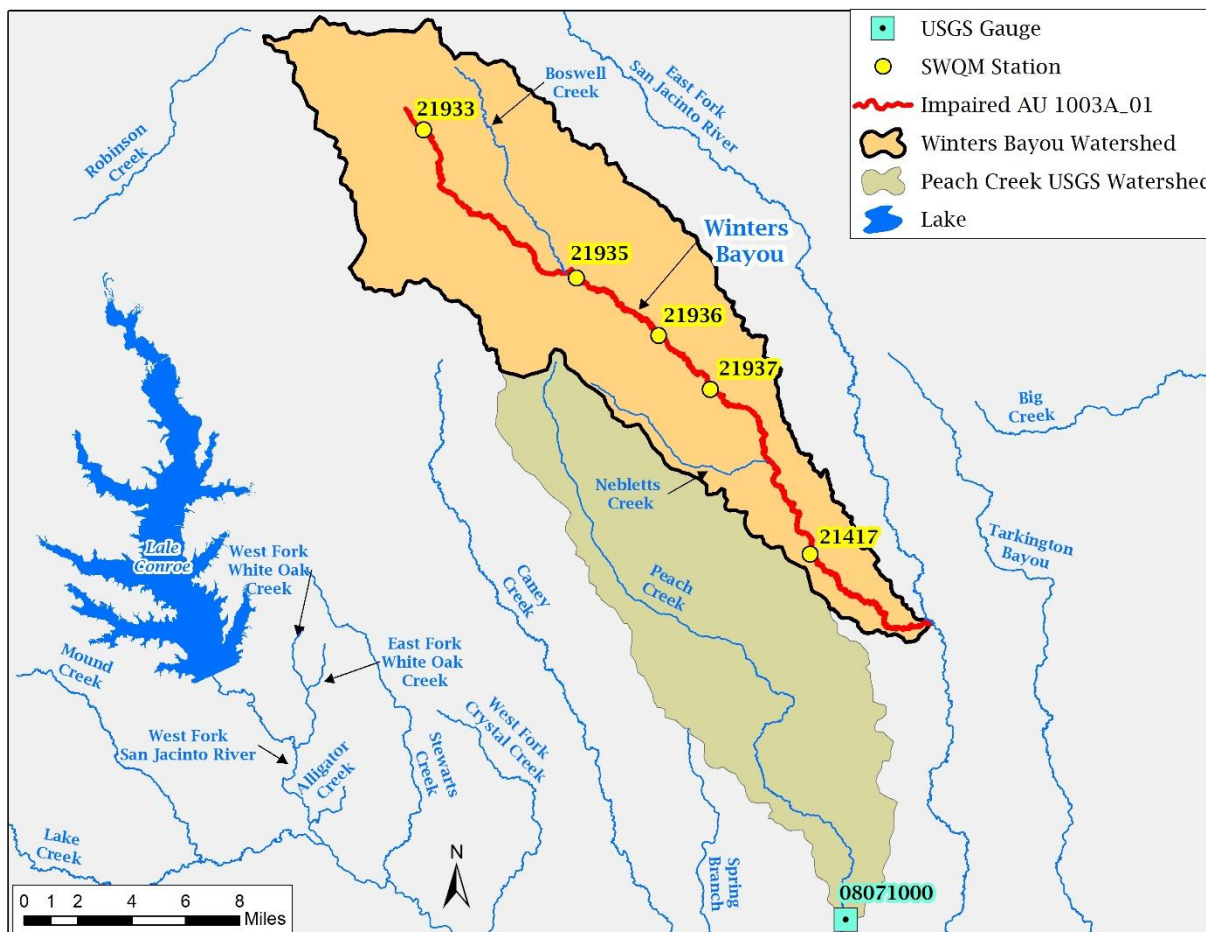 USGS Gauge
SWQM Station
Impaired AU 1003A_01
Winters Bayou Watershed
Peach Creek USGS Watershed
Lake
Boswell
Creek
East Fork
San Jacinto River
21933
Robinson
Creek
Winters
Bayou
21935
21936
21937
Big
Creek
Nebletts
Creek
21417
Tarkington
Bayou
Lale
Conroe
West Fork
White Oak
Creek
Caney
Creek
Peach
Creek
Mound
Creek
East Fork
White Oak
Creek
West Fork
San Jacinto River
Alligator
Creek
Stewarts
Creek
West Fork
Crystal Creek
Lake
Creek
Spring
Branch
08071000
N
0 1 2 4 6 8
Miles